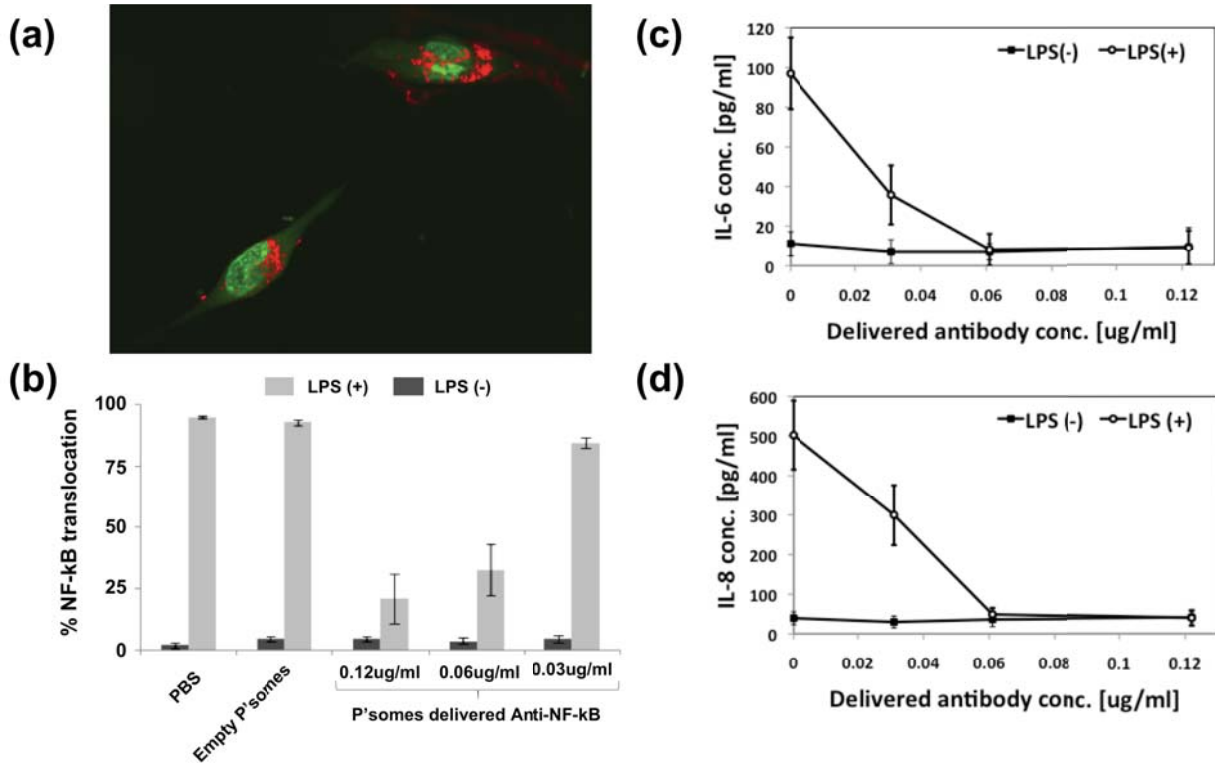 (a)
(b)
LPS (+) LPS (-)
% NF-kB translocation
100
75
50
25
0
PBS
Empty P'somes
0.12ug/ml 0.06ug/ml 0.03ug/ml
P'somes delivered Anti-NF-kB
(c)
LPS(-) LPS(+)
IL-6 conc. [pg/ml]
120
100
80
60
40
20
0
0 0.02 0.04 0.06 0.08 0.1 0.12
Delivered antibody conc. [ug/ml]
(d)
LPS (-) LPS (+)
IL-8 conc. [pg/ml]
600
500
400
300
200
100
0
0 0.02 0.04 0.06 0.08 0.1 0.12
Delivered antibody conc. [ug/ml]